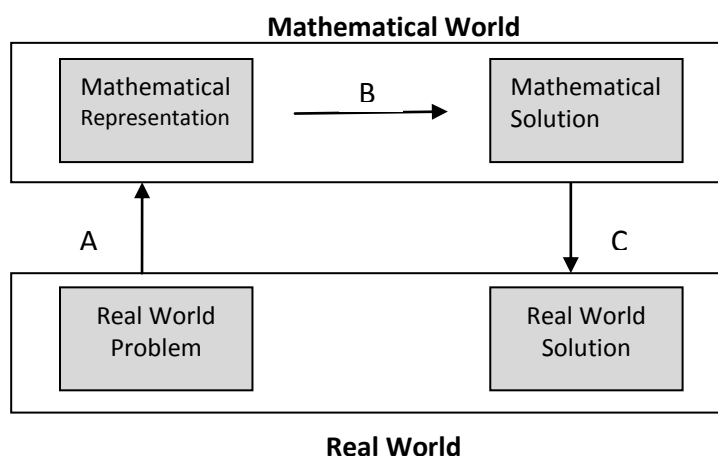 Mathematical World
Mathematical
Representation
B
Mathematical
Solution
A
C
Real World
Problem
Real World
Solution
Real World